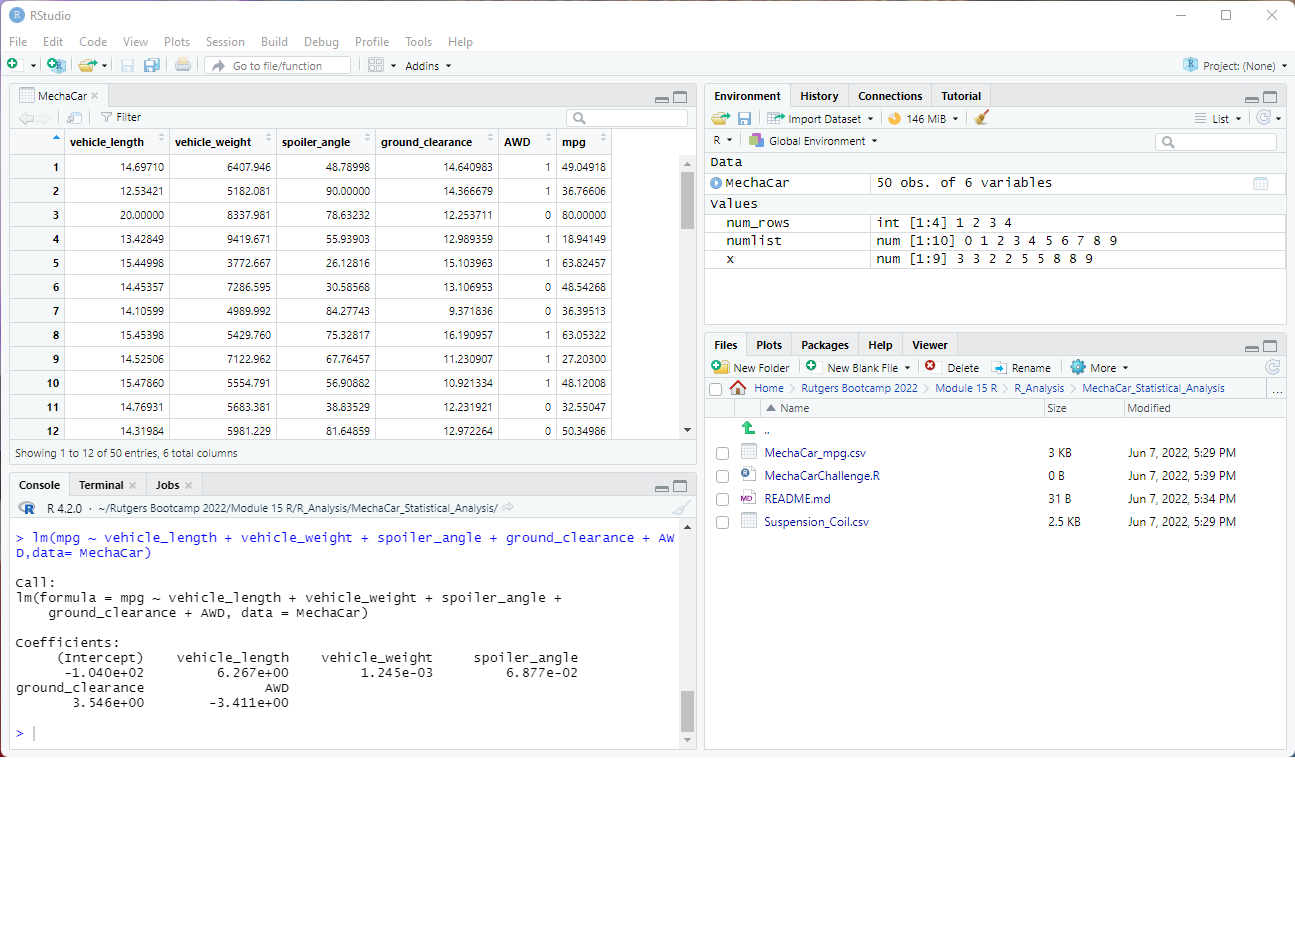 RStudio
File Edit Code View Plots Session Build Debug Profile Tools Help
Go to file/function Addins Project: (None)
MechaCar
Filter
vehicle_length vehicle_weight spoiler_angle ground_clearance AWD mpg
1 14.69710 6407.946 48.78998 14.640983 1 49.04918
2 12.53421 5182.081 90.00000 14.366679 1 36.76606
3 20.00000 8337.981 78.63232 12.253711 0 80.00000
4 13.42849 9419.671 55.93903 12.989359 1 18.94149
5 15.44998 3772.667 26.12816 15.103963 1 63.82457
6 14.45357 7286.595 30.58568 13.106953 0 48.54268
7 14.10599 4989.992 84.27743 9.371836 0 36.39513
8 15.45398 5429.760 75.32817 16.190957 1 63.05322
9 14.52506 7122.962 67.76457 11.230907 1 27.20300
10 15.47860 5554.791 56.90882 10.921334 1 48.12008
11 14.76931 5683.381 38.83529 12.231921 0 32.55047
12 14.31984 5981.229 81.64859 12.972264 0 50.34986
Showing 1 to 12 of 50 entries, 6 total columns
Console Terminal Jobs
R 4.2.0 · ~/Rutgers Bootcamp 2022/Module 15 R/R_Analysis/MechaCar_Statistical_Analysis/
> lm(mpg ~ vehicle_length + vehicle_weight + spoiler_angle + ground_clearance + AW
D,data= MechaCar)
Call:
lm(formula = mpg ~ vehicle_length + vehicle_weight + spoiler_angle +
ground_clearance + AWD, data = MechaCar)
Coefficients:
(Intercept) vehicle_length vehicle_weight spoiler_angle
-1.040e+02 6.267e+00 1.245e-03 6.877e-02
ground_clearance AWD
3.546e+00 -3.411e+00
>
Environment History Connections Tutorial
Import Dataset 146 MiB List
R Global Environment
Data
MechaCar 50 obs. of 6 variables
Values
num_rows int [1:4] 1 2 3 4
numlist num [1:10] 0 1 2 3 4 5 6 7 8 9
x num [1:9] 3 3 2 2 5 5 8 8 9
Files Plots Packages Help Viewer
New Folder New Blank File Delete Rename More
Home Rutgers Bootcamp 2022 Module 15 R R_Analysis MechaCar_Statistical_Analysis ...
Name Size Modified
..
MechaCar_mpg.csv 3 KB Jun 7, 2022, 5:29 PM
MechaCarChallenge.R 0 B Jun 7, 2022, 5:39 PM
README.md 31 B Jun 7, 2022, 5:34 PM
Suspension_Coil.csv 2.5 KB Jun 7, 2022, 5:29 PM